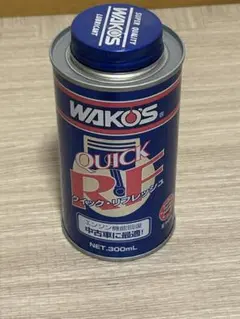 SUPER QUALITY
WAKO'S
LUBRICANT
WAKO'S®
QUICK
RF
クイック・リフレッシュ
エンジン機能回復
中古車に最適!
NET.300mL